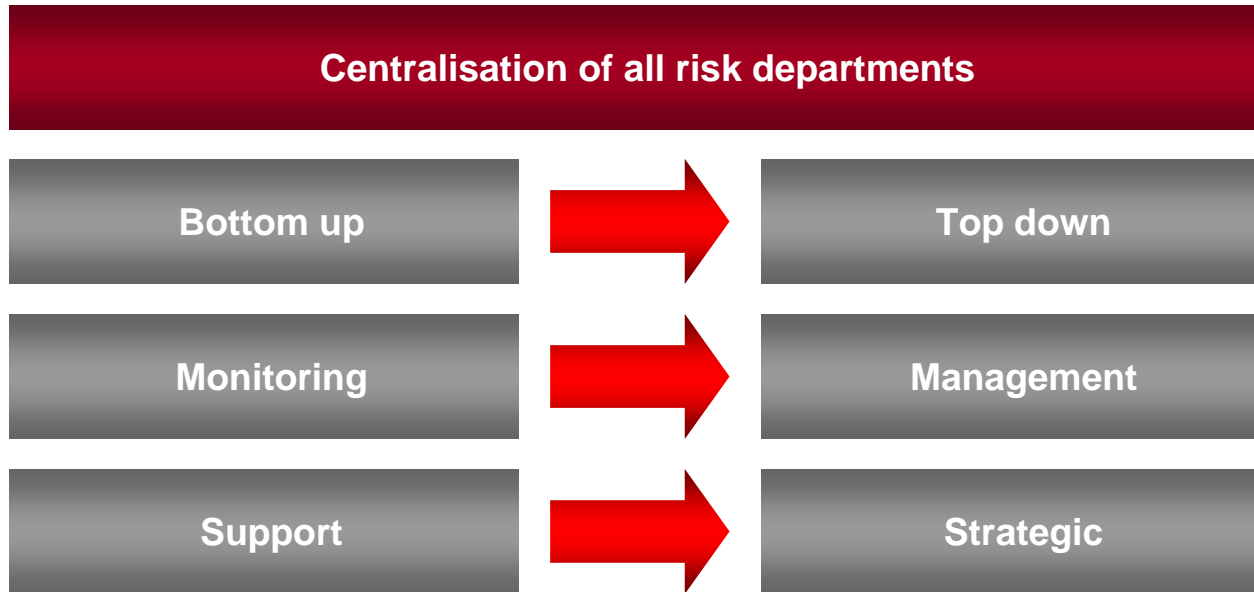 Centralisation of all risk departments
Bottom up
Top down
Monitoring
Management
Support
Strategic